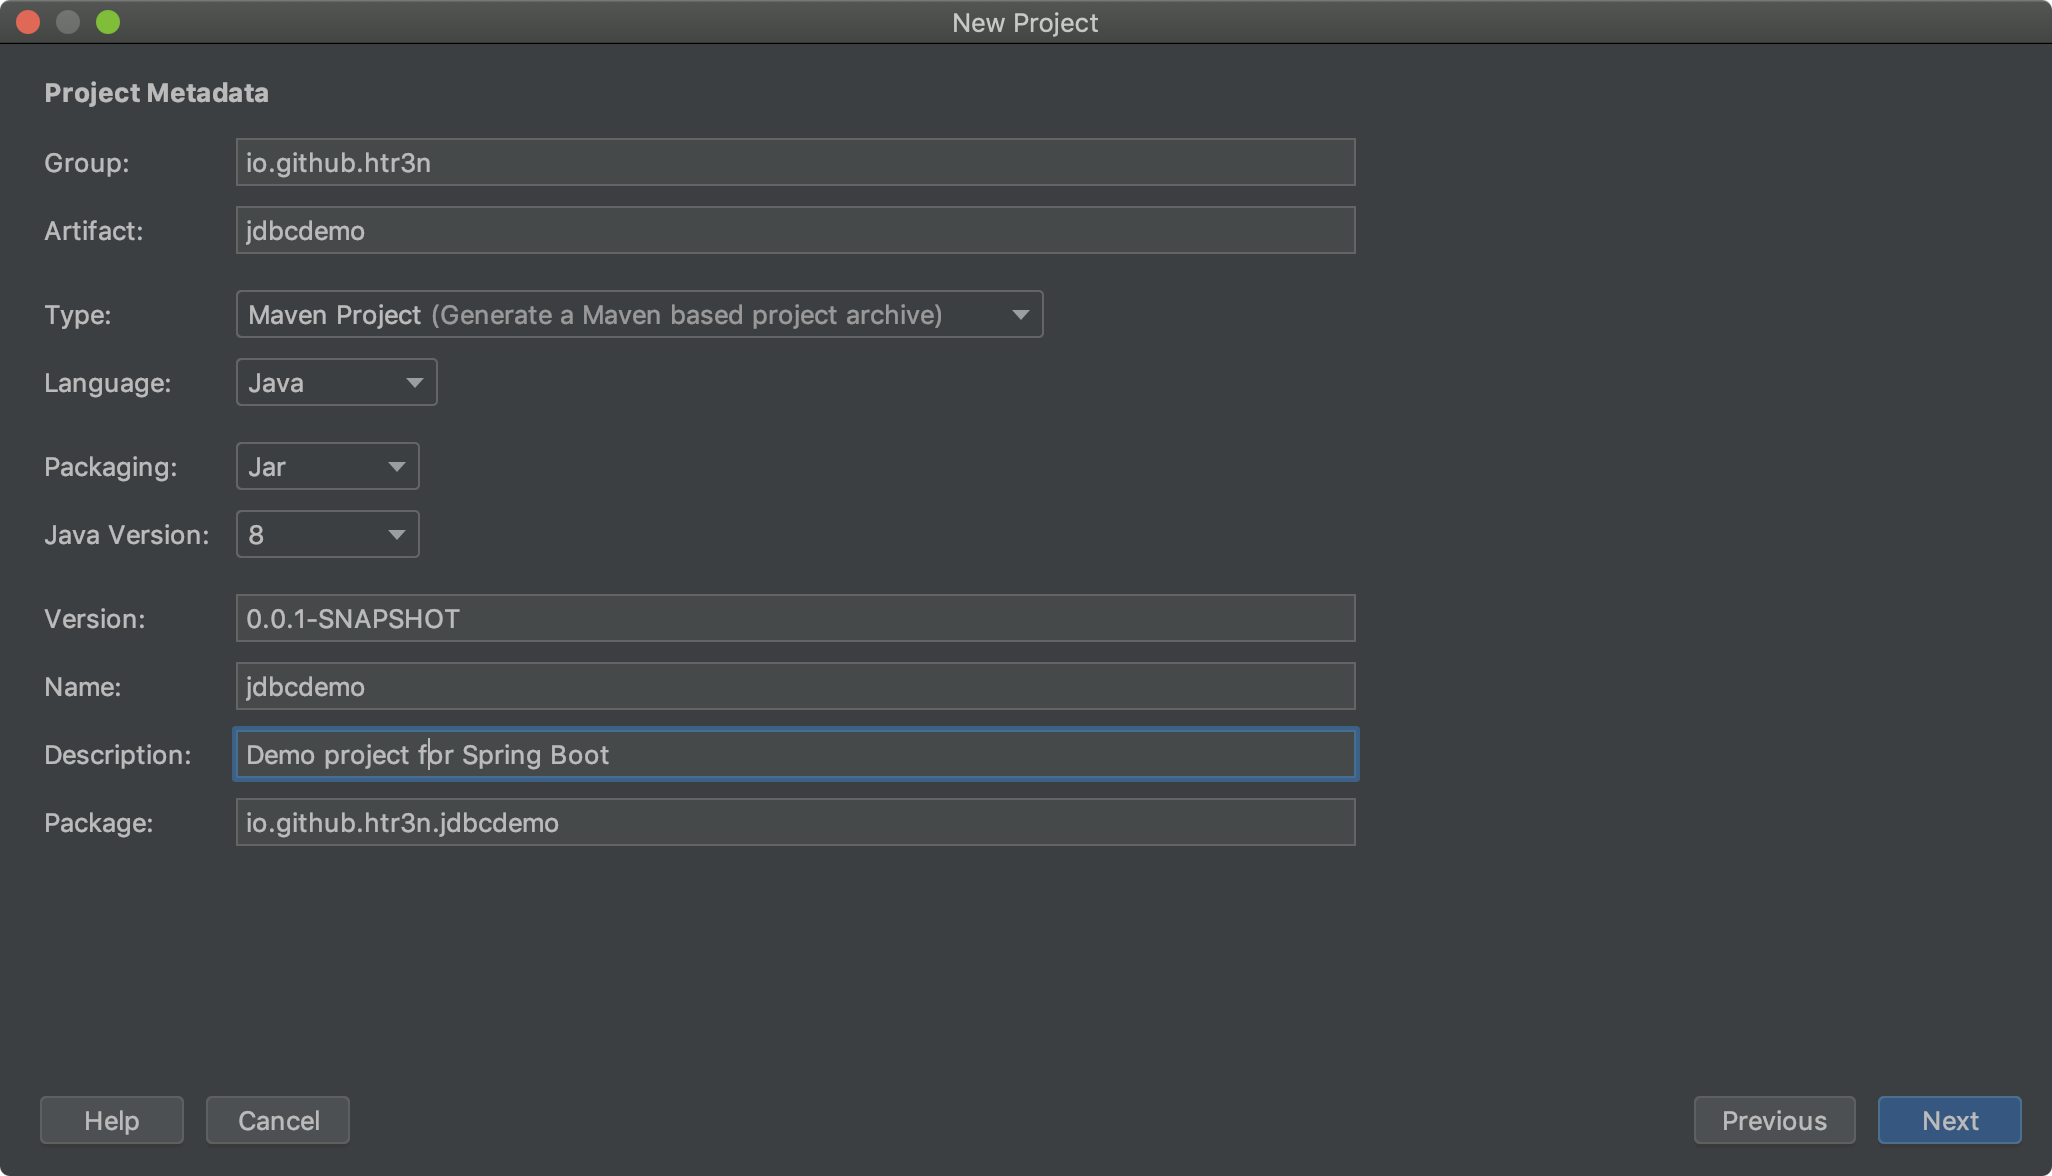 New Project
Project Metadata
Group: io.github.htr3n
Artifact: jdbcdemo
Type: Maven Project (Generate a Maven based project archive)
Language: Java
Packaging: Jar
Java Version: 8
Version: 0.0.1-SNAPSHOT
Name: jdbcdemo
Description: Demo project for Spring Boot
Package: io.github.htr3n.jdbcdemo
Help Cancel Previous Next